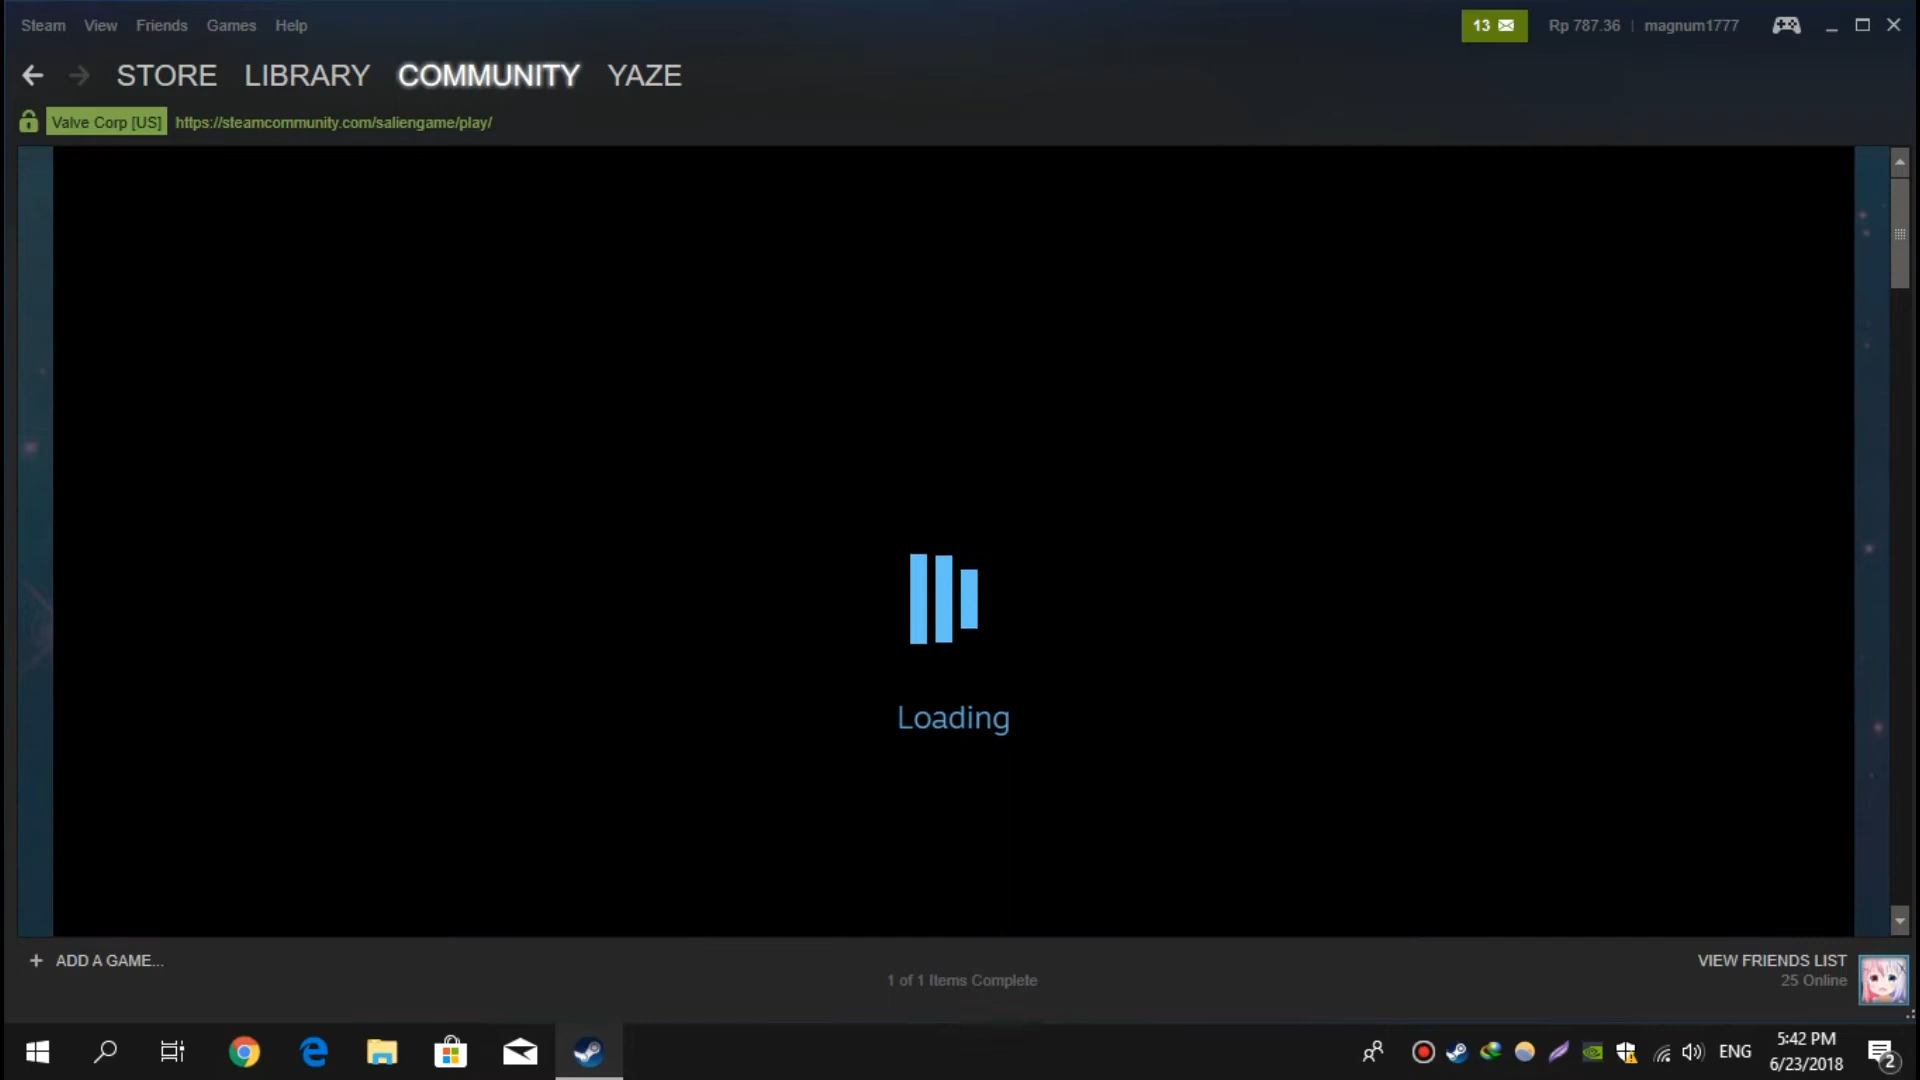 Steam View Friends Games Help
13 Rp 787.36 | magnum1777
STORE LIBRARY COMMUNITY YAZE
Valve Corp [US] https://steamcommunity.com/saliengame/play/
Loading
+ ADD A GAME...
1 of 1 Items Complete
VIEW FRIENDS LIST
25 Online
ENG
5:42 PM
6/23/2018
2